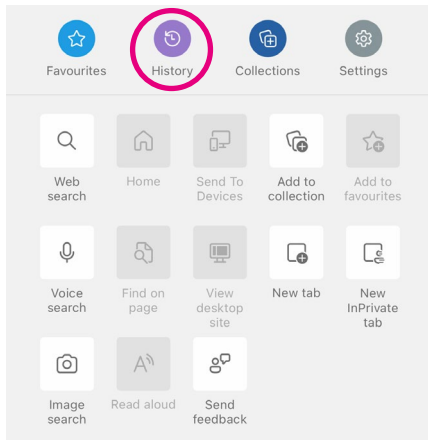 Favourites History Collections Settings
Web search Home Send To Devices Add to collection Add to favourites
Voice search Find on page View desktop site New tab New InPrivate tab
Image search Read aloud Send feedback